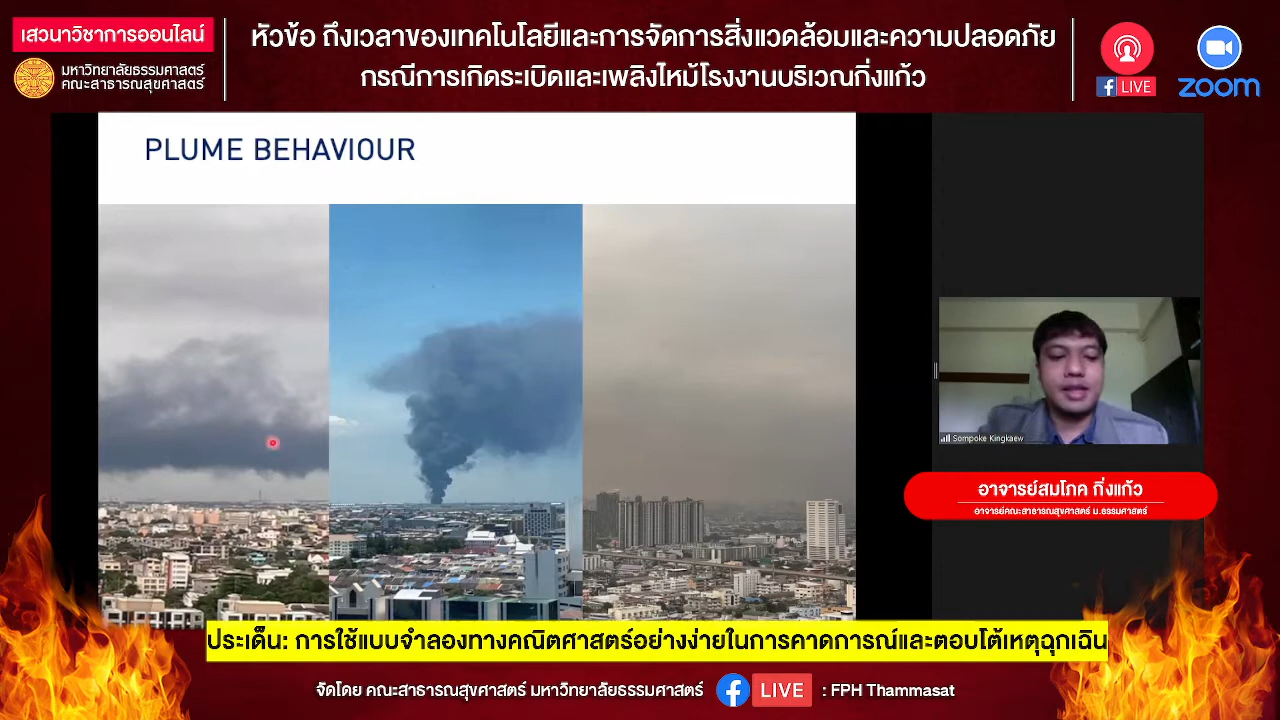 เสวนาวิชาการออนไลน์
มหาวิทยาลัยธรรมศาสตร์
คณะสาธารณสุขศาสตร์
หัวข้อ ถึงเวลาของเทคโนโลยีและการจัดการสิ่งแวดล้อมและความปลอดภัย
กรณีการเกิดระเบิดและเพลิงไหม้โรงงานบริเวณกิ่งแก้ว
LIVE
zoom
PLUME BEHAVIOUR
Sompoke Kingkaew
อาจารย์สมโภค กิ่งแก้ว
อาจารย์คณะสาธารณสุขศาสตร์ ม.ธรรมศาสตร์
ประเด็น: การใช้แบบจำลองทางคณิตศาสตร์อย่างง่ายในการคาดการณ์และตอบโต้เหตุฉุกเฉิน
จัดโดย คณะสาธารณสุขศาสตร์ มหาวิทยาลัยธรรมศาสตร์ LIVE : FPH Thammasat